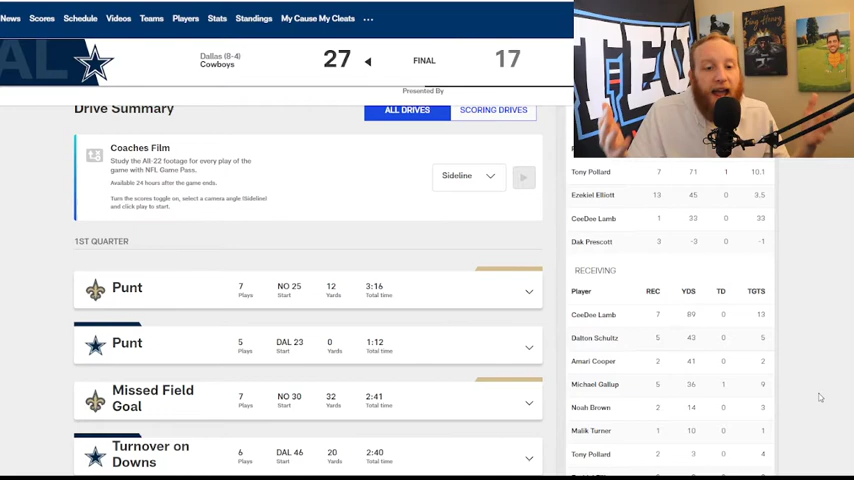 News Scores Schedule Videos Teams Players Stats Standings My Cause My Cleats
Dallas (8-4)
Cowboys
27
FINAL
17
Presented By
Drive Summary
ALL DRIVES
SCORING DRIVES
Coaches Film
Study the All-22 footage for every play of the
game with NFL Game Pass.
Available 24 hours after the game ends.
Turn the scores toggle on, select a camera angle (Sideline)
and click play to start.
Sideline
1ST QUARTER
Punt
7 NO 25 12 3:16
Plays Start Yards Total time
Punt
5 DAL 23 0 1:12
Plays Start Yards Total time
Missed Field
Goal
7 NO 30 32 2:41
Plays Start Yards Total time
Turnover on
Downs
6 DAL 46 20 2:40
Plays Start Yards Total time
Tony Pollard 7 71 1 10.1
Ezekiel Elliott 13 45 0 3.5
CeeDee Lamb 1 33 0 33
Dak Prescott 3 -3 0 -1
RECEIVING
Player REC YDS TD TGTS
CeeDee Lamb 7 89 0 13
Dalton Schultz 5 43 0 5
Amari Cooper 2 41 0 2
Michael Gallup 5 36 1 9
Noah Brown 2 14 0 3
Malik Turner 1 10 0 1
Tony Pollard 2 3 0 4